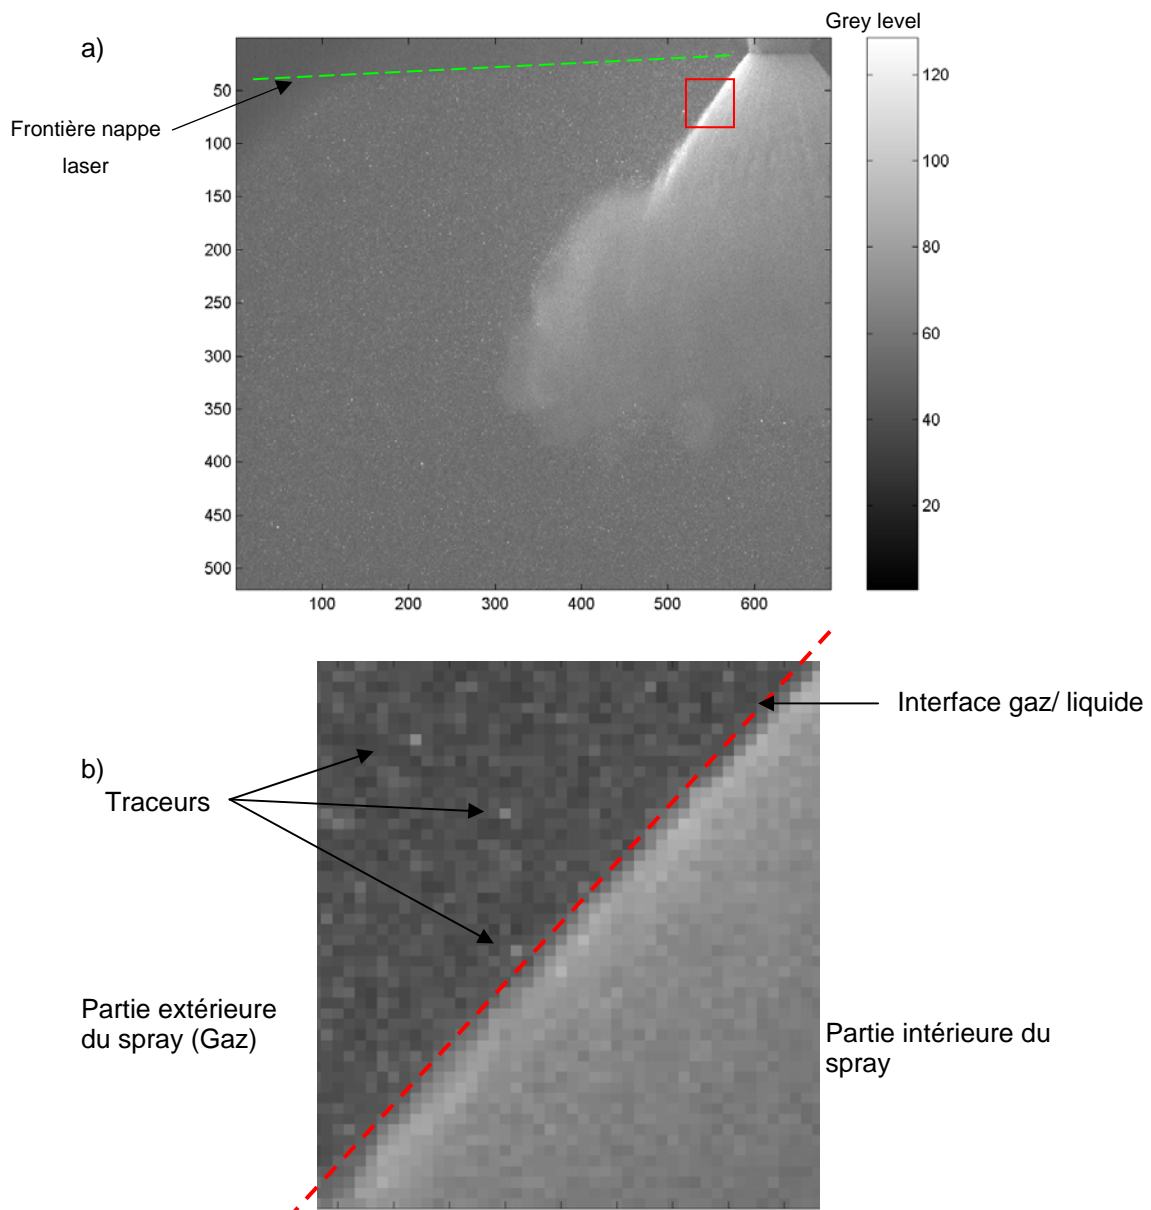 Grey level
a)
120
100
80
60
40
20
50
100
150
200
250
300
350
400
450
500
100 200 300 400 500 600
Frontière nappe
laser
b)
Interface gaz/ liquide
Traceurs
Partie extérieure
du spray (Gaz)
Partie intérieure du
spray